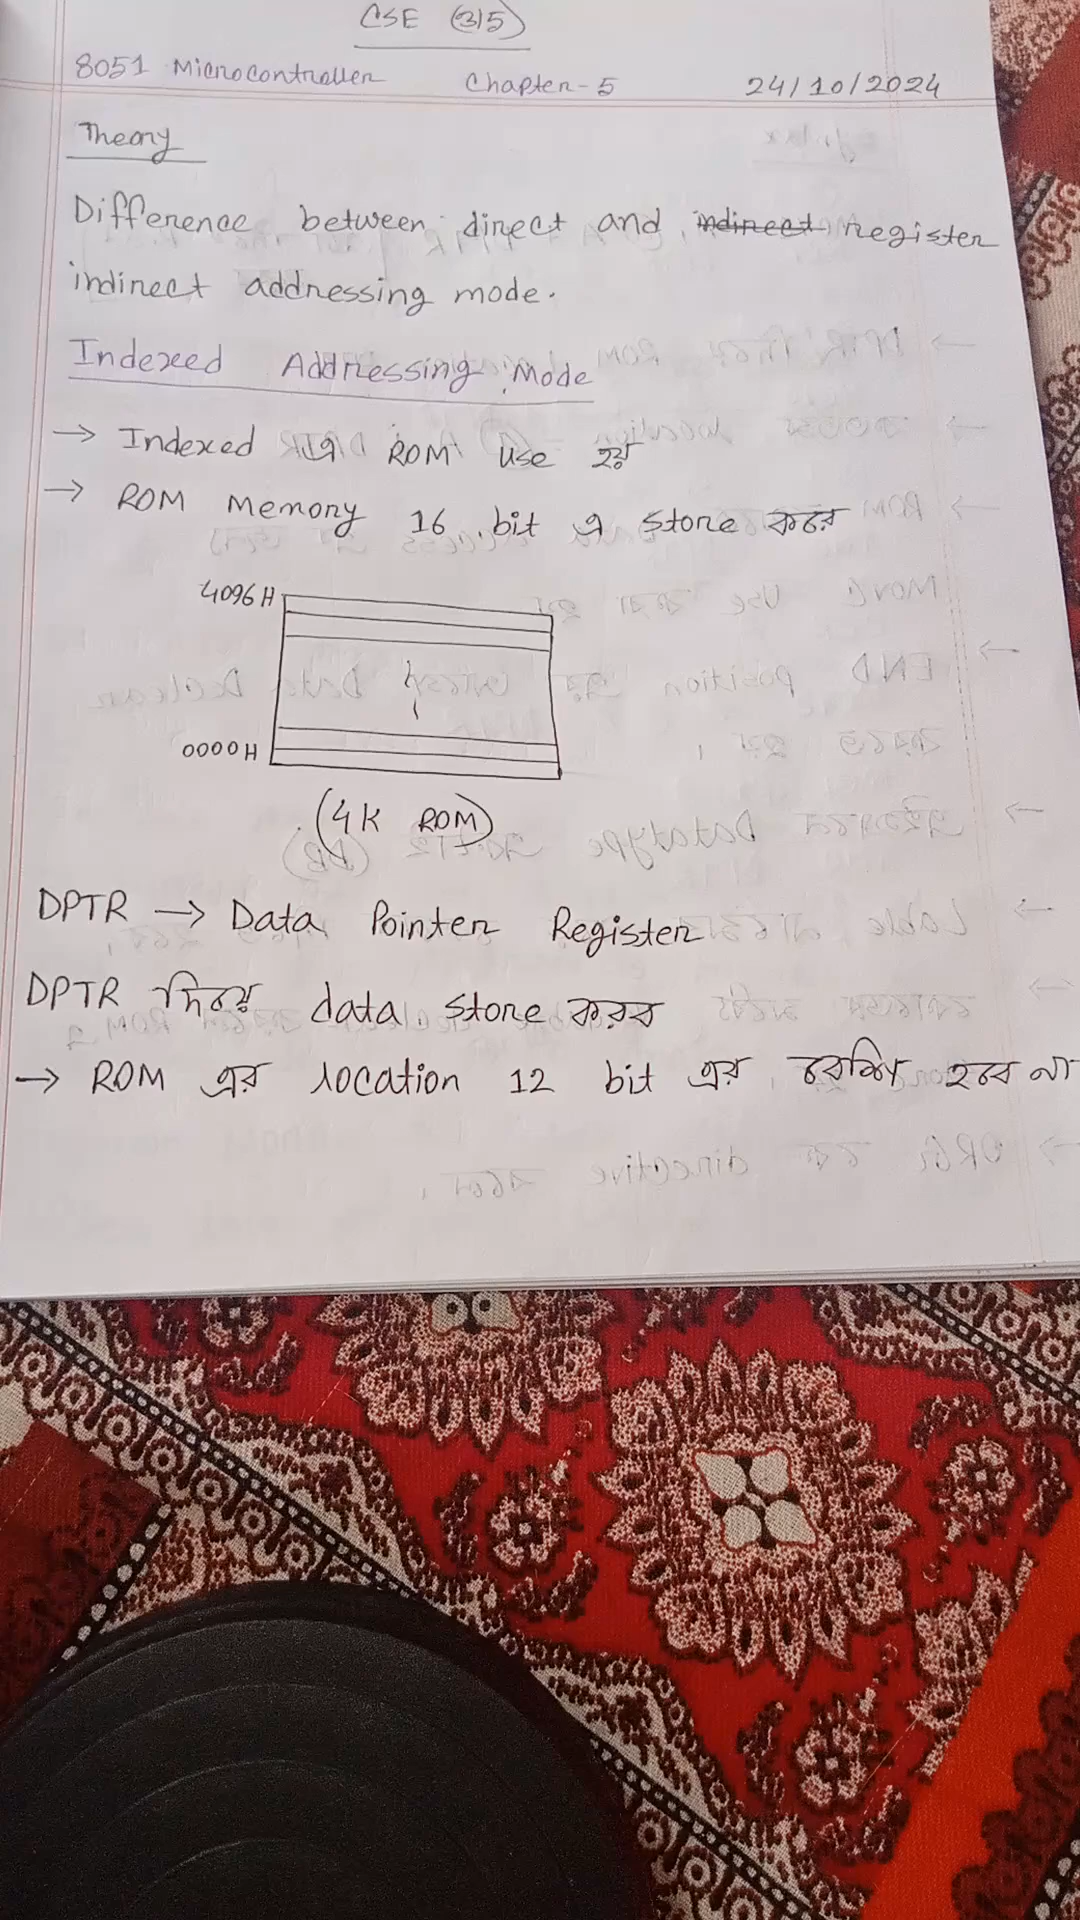 CSE (315)
8051 Microcontroller Chapter-5 24/10/2024
Theory
Difference between direct and indirect register
indirect addressing mode.
Indexed Addressing Mode
→ Indexed এ ROM use হয়
→ ROM Memory 16 bit এ store করে
4096H
0000H
(4K ROM)
DPTR → Data Pointer Register
DPTR দিয়ে data store করব
→ ROM এর location 12 bit এর বেশি হবে না